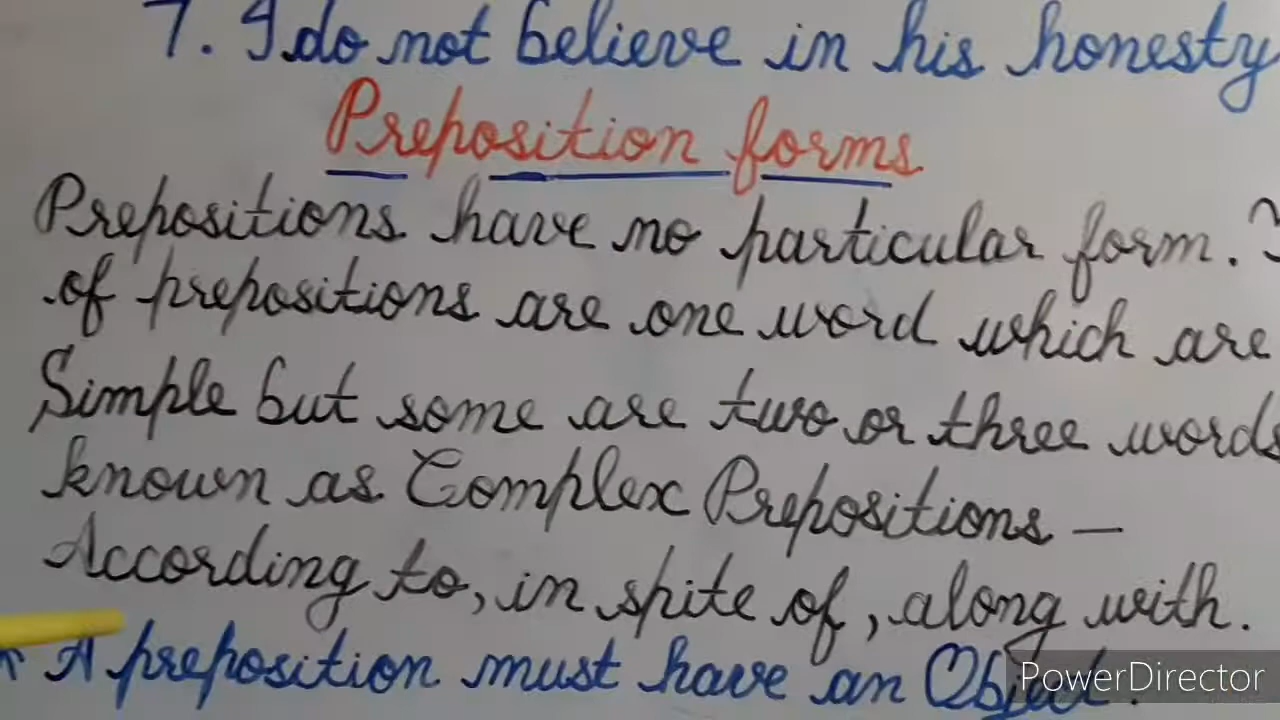 7. I do not believe in his honesty
Preposition forms
Prepositions have no particular form.
of prepositions are one word which are
Simple but some are two or three words
known as Complex Prepositions —
According to, in spite of, along with.
A preposition must have an Object.
PowerDirector